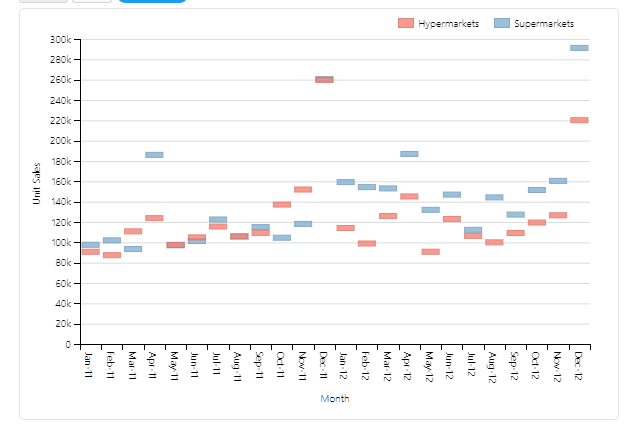 Hypermarkets Supermarkets
300k
280k
260k
240k
220k
200k
180k
160k
140k
120k
100k
80k
60k
40k
20k
0
Unit Sales
Jan-11 Feb-11 Mar-11 Apr-11 May-11 Jun-11 Jul-11 Aug-11 Sep-11 Oct-11 Nov-11 Dec-11 Jan-12 Feb-12 Mar-12 Apr-12 May-12 Jun-12 Jul-12 Aug-12 Sep-12 Oct-12 Nov-12 Dec-12
Month